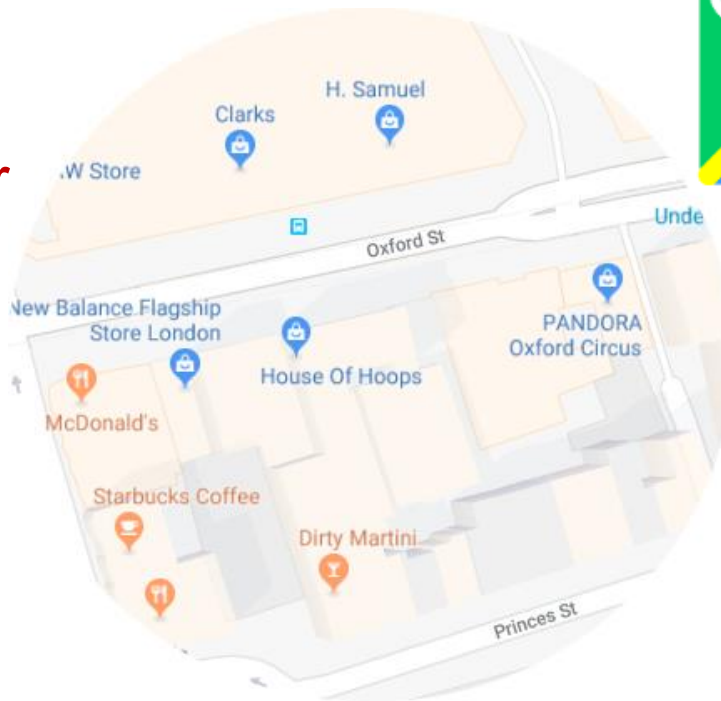 H. Samuel
Clarks
r
W Store
Unde
Oxford St
New Balance Flagship
Store London
PANDORA
Oxford Circus
House Of Hoops
McDonald's
Starbucks Coffee
Dirty Martini
Princes St